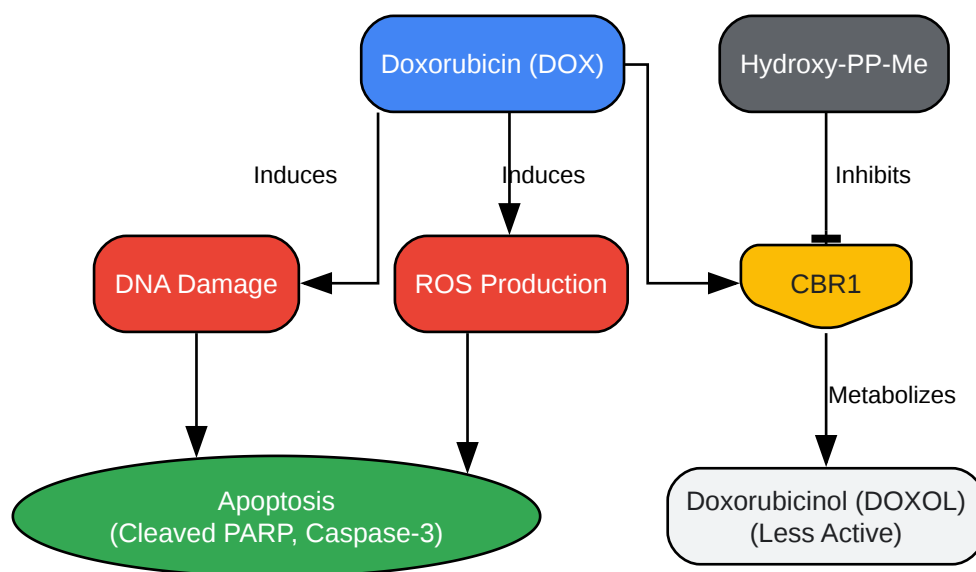 Doxorubicin (DOX)
Hydroxy-PP-Me
Induces
Induces
Inhibits
DNA Damage
ROS Production
CBR1
Metabolizes
Apoptosis
(Cleaved PARP, Caspase-3)
Doxorubicinol (DOXOL)
(Less Active)